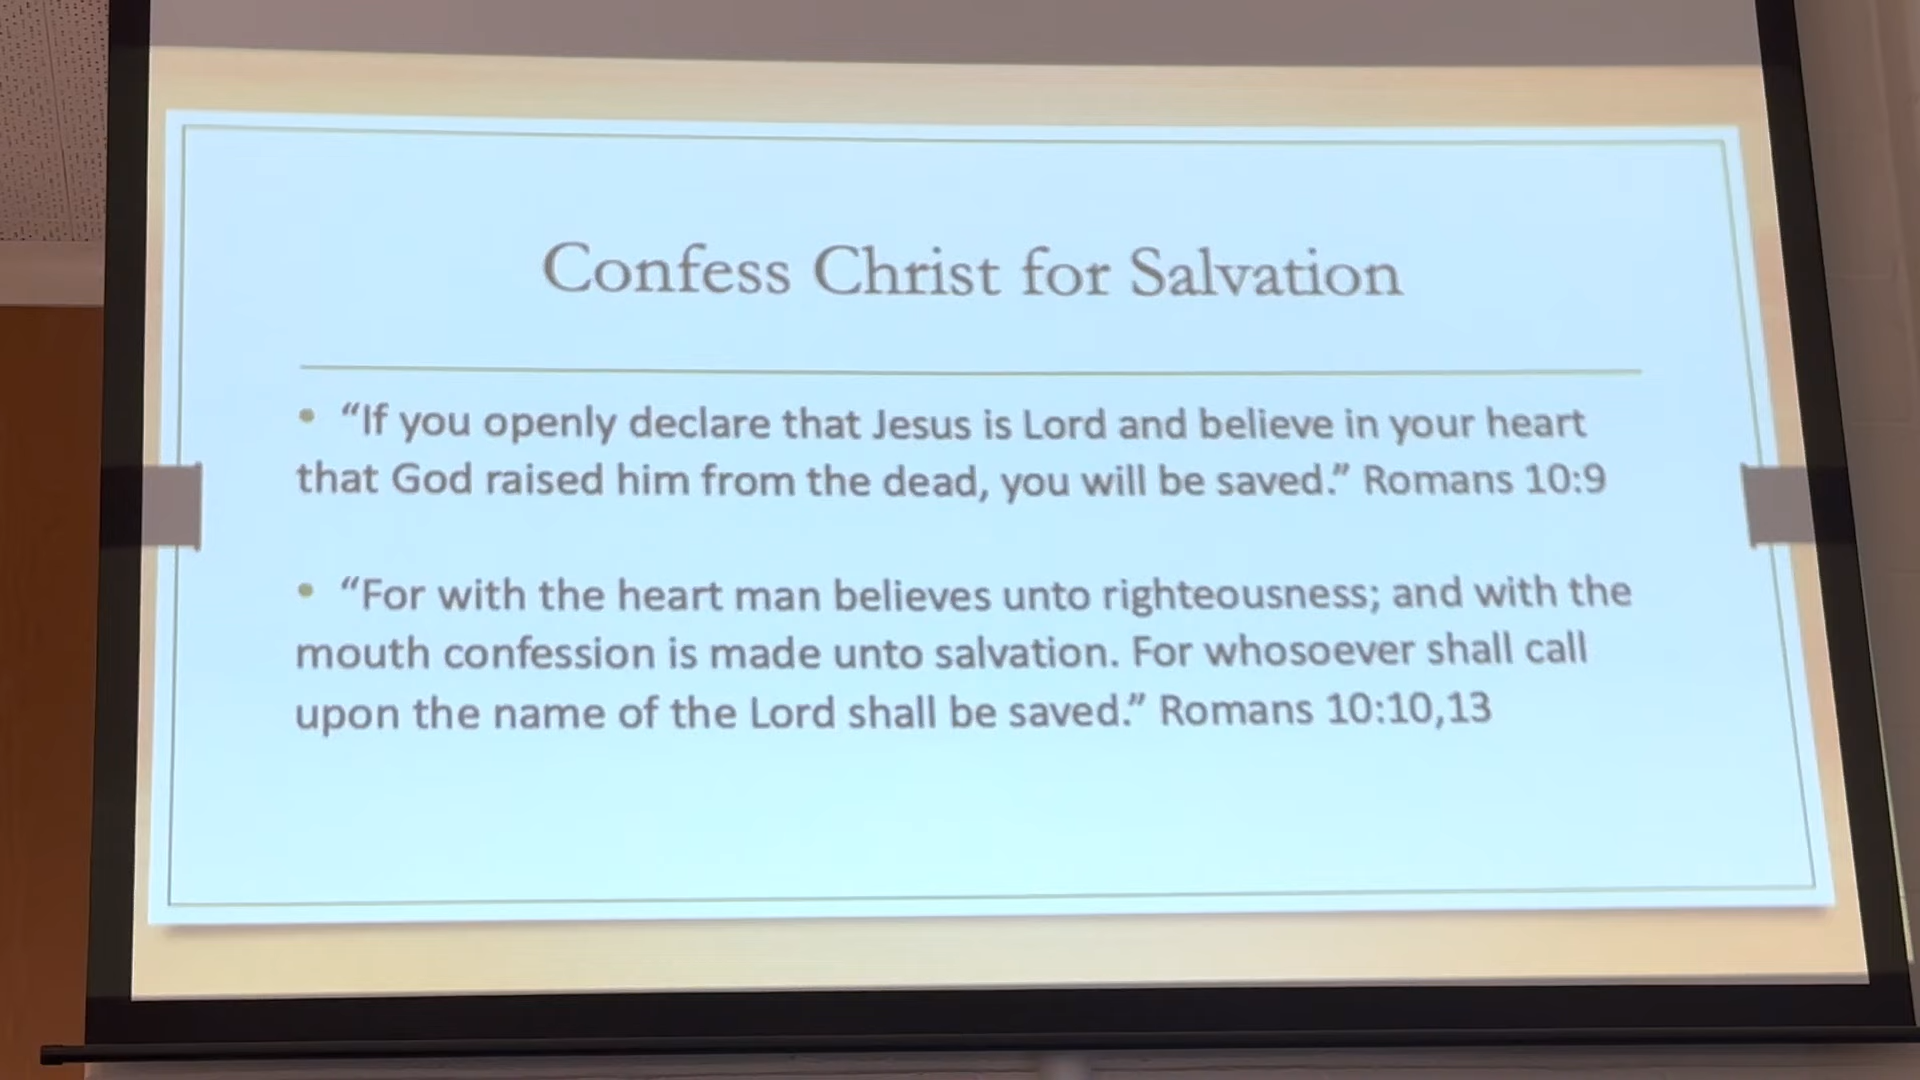 Confess Christ for Salvation
• “If you openly declare that Jesus is Lord and believe in your heart
that God raised him from the dead, you will be saved.” Romans 10:9
• “For with the heart man believes unto righteousness; and with the
mouth confession is made unto salvation. For whosoever shall call
upon the name of the Lord shall be saved.” Romans 10:10,13